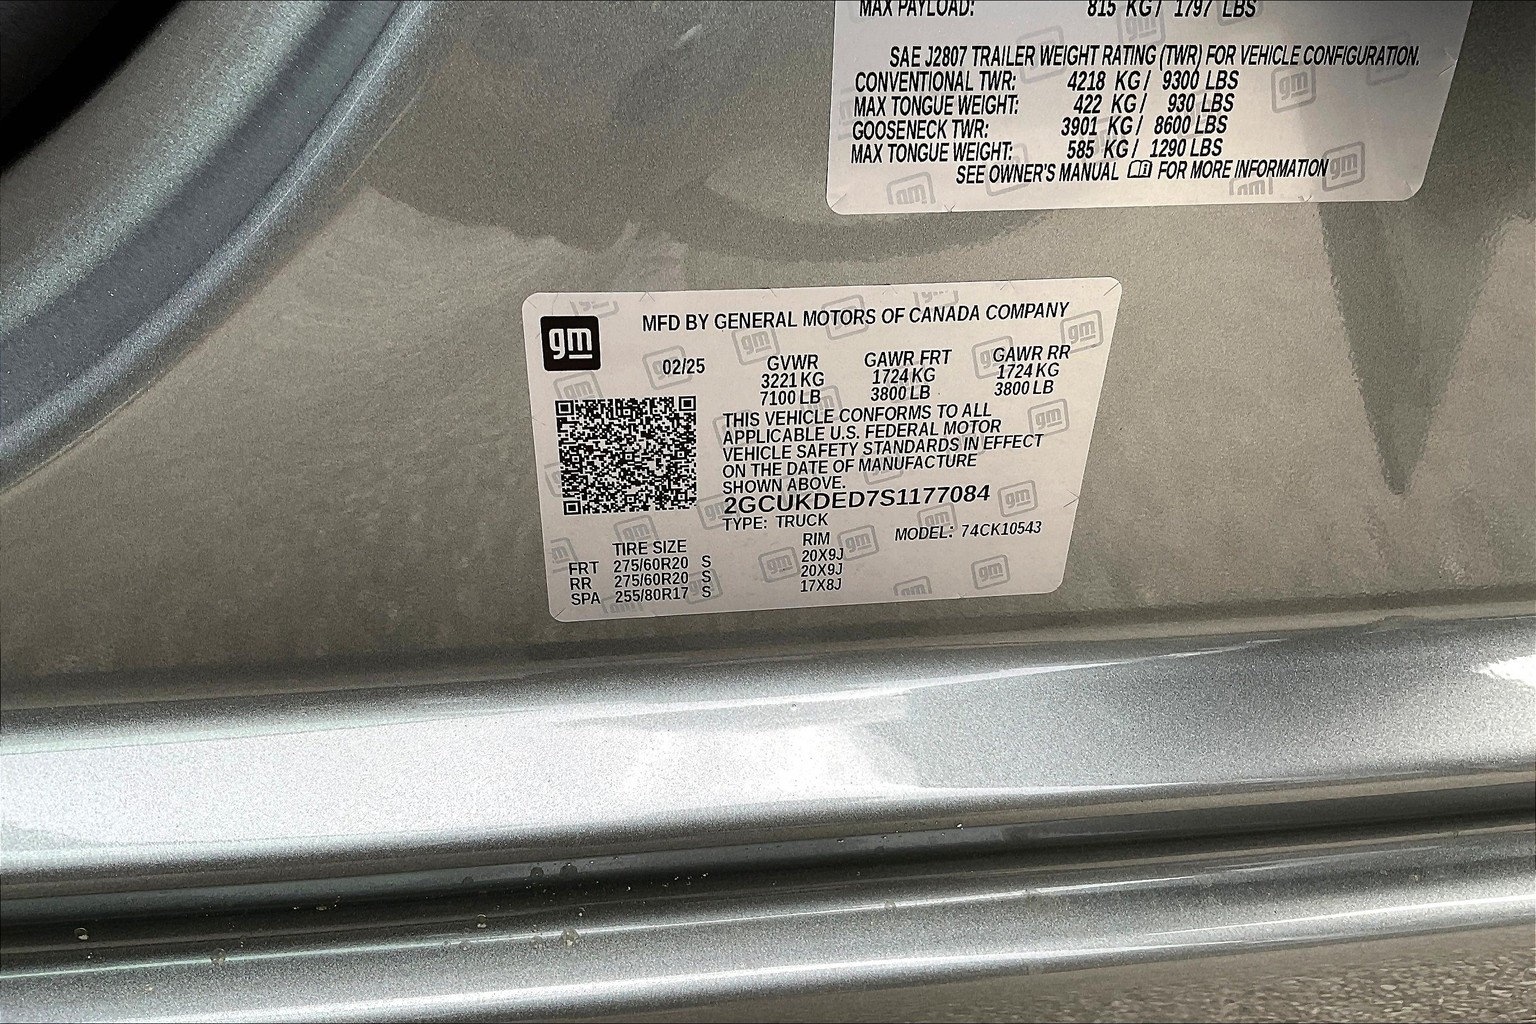 MAX PAYLOAD: 815 KG / 1797 LBS
SAE J2807 TRAILER WEIGHT RATING (TWR) FOR VEHICLE CONFIGURATION.
CONVENTIONAL TWR: 4218 KG / 9300 LBS
MAX TONGUE WEIGHT: 422 KG / 930 LBS
GOOSENECK TWR: 3901 KG / 8600 LBS
MAX TONGUE WEIGHT: 585 KG / 1290 LBS
SEE OWNER'S MANUAL FOR MORE INFORMATION
gm
MFD BY GENERAL MOTORS OF CANADA COMPANY
02/25 GVWR GAWR FRT GAWR RR
3221 KG 1724 KG 1724 KG
7100 LB 3800 LB 3800 LB
THIS VEHICLE CONFORMS TO ALL
APPLICABLE U.S. FEDERAL MOTOR
VEHICLE SAFETY STANDARDS IN EFFECT
ON THE DATE OF MANUFACTURE
SHOWN ABOVE.
2GCUKDED7S1177084
TYPE: TRUCK
MODEL: 74CK10543
TIRE SIZE RIM
FRT 275/60R20 S 20X9J
RR 275/60R20 S 20X9J
SPA 255/80R17 S 17X8J